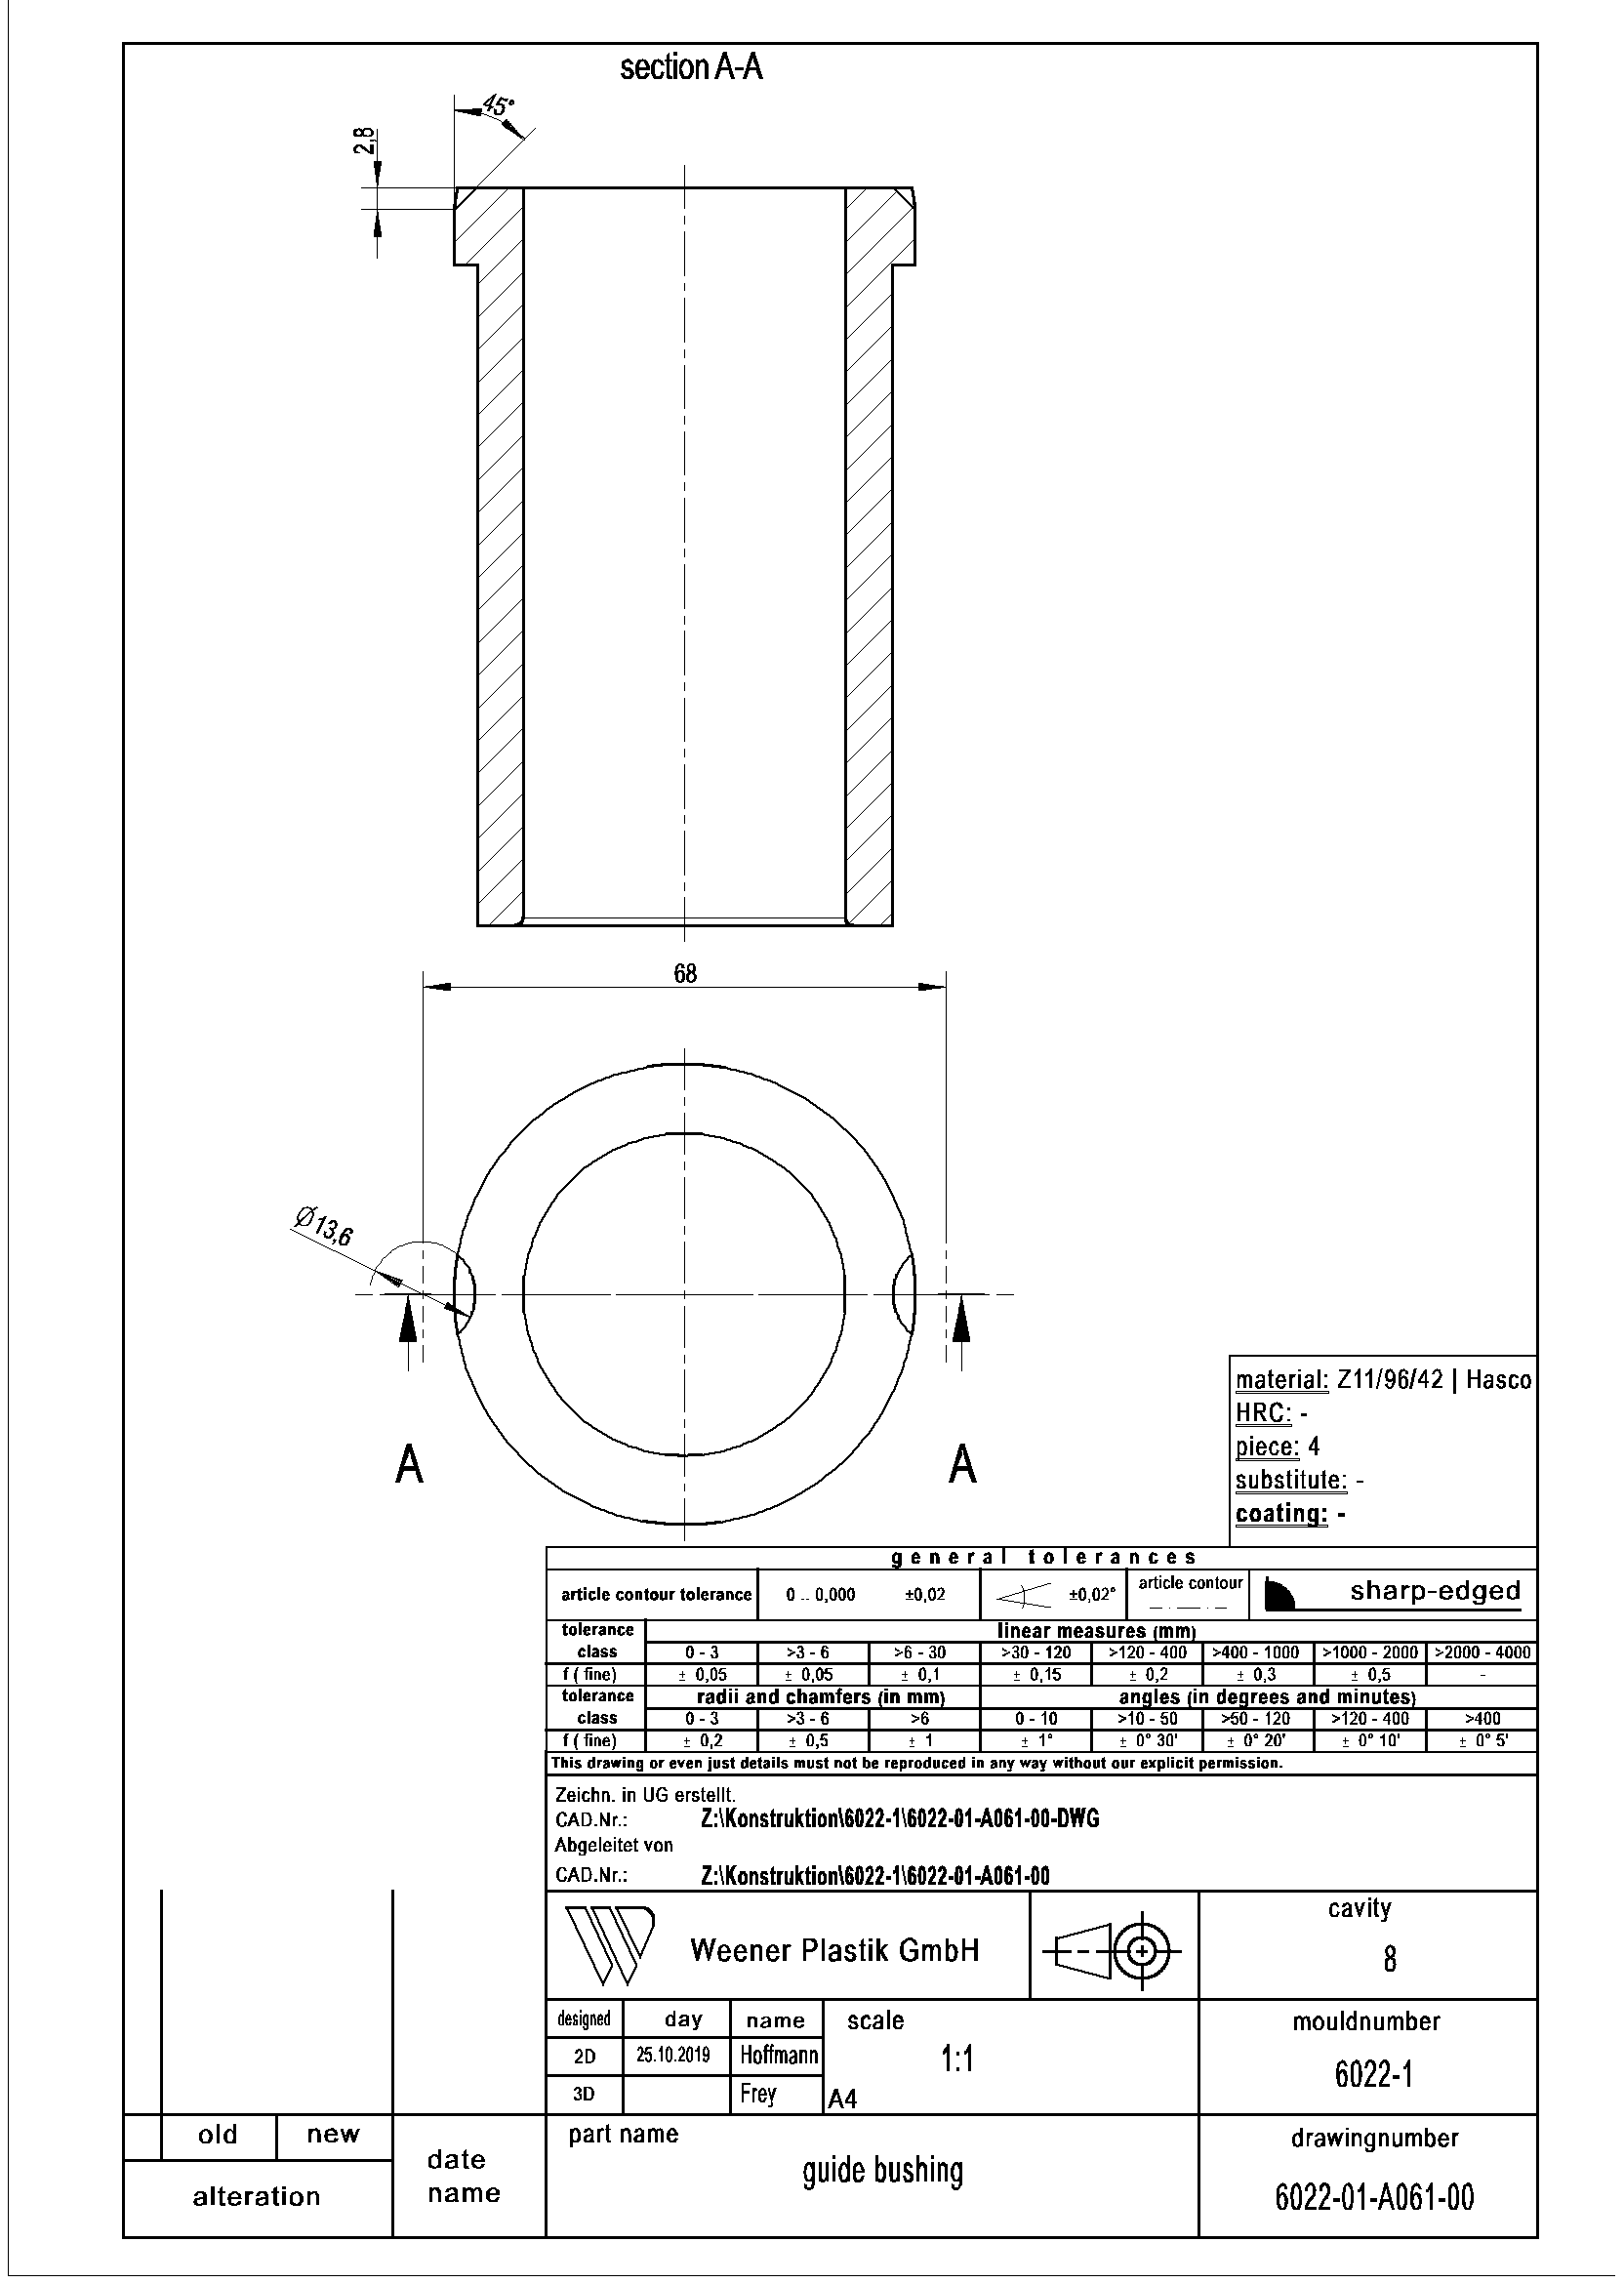 section A-A
45°
2,8
68
Ø13,6
A
A
material: Z11/96/42 | Hasco
HRC: -
piece: 4
substitute: -
coating: -
general tolerances
article contour tolerance 0 .. 0,000 ±0,02 ±0,02° article contour sharp-edged
tolerance linear measures (mm)
class 0 - 3 >3 - 6 >6 - 30 >30 - 120 >120 - 400 >400 - 1000 >1000 - 2000 >2000 - 4000
f ( fine) ± 0,05 ± 0,05 ± 0,1 ± 0,15 ± 0,2 ± 0,3 ± 0,5 -
tolerance radii and chamfers (in mm) angles (in degrees and minutes)
class 0 - 3 >3 - 6 >6 0 - 10 >10 - 50 >50 - 120 >120 - 400 >400
f ( fine) ± 0,2 ± 0,5 ± 1 ± 1° ± 0° 30' ± 0° 20' ± 0° 10' ± 0° 5'
This drawing or even just details must not be reproduced in any way without our explicit permission.
Zeichn. in UG erstellt.
CAD.Nr.: Z:\Konstruktion\6022-1\6022-01-A061-00-DWG
Abgeleitet von
CAD.Nr.: Z:\Konstruktion\6022-1\6022-01-A061-00
Weener Plastik GmbH
cavity
8
designed day name scale
2D 25.10.2019 Hoffmann 1:1
3D Frey A4
mouldnumber
6022-1
old new
alteration
date
name
part name
guide bushing
drawingnumber
6022-01-A061-00